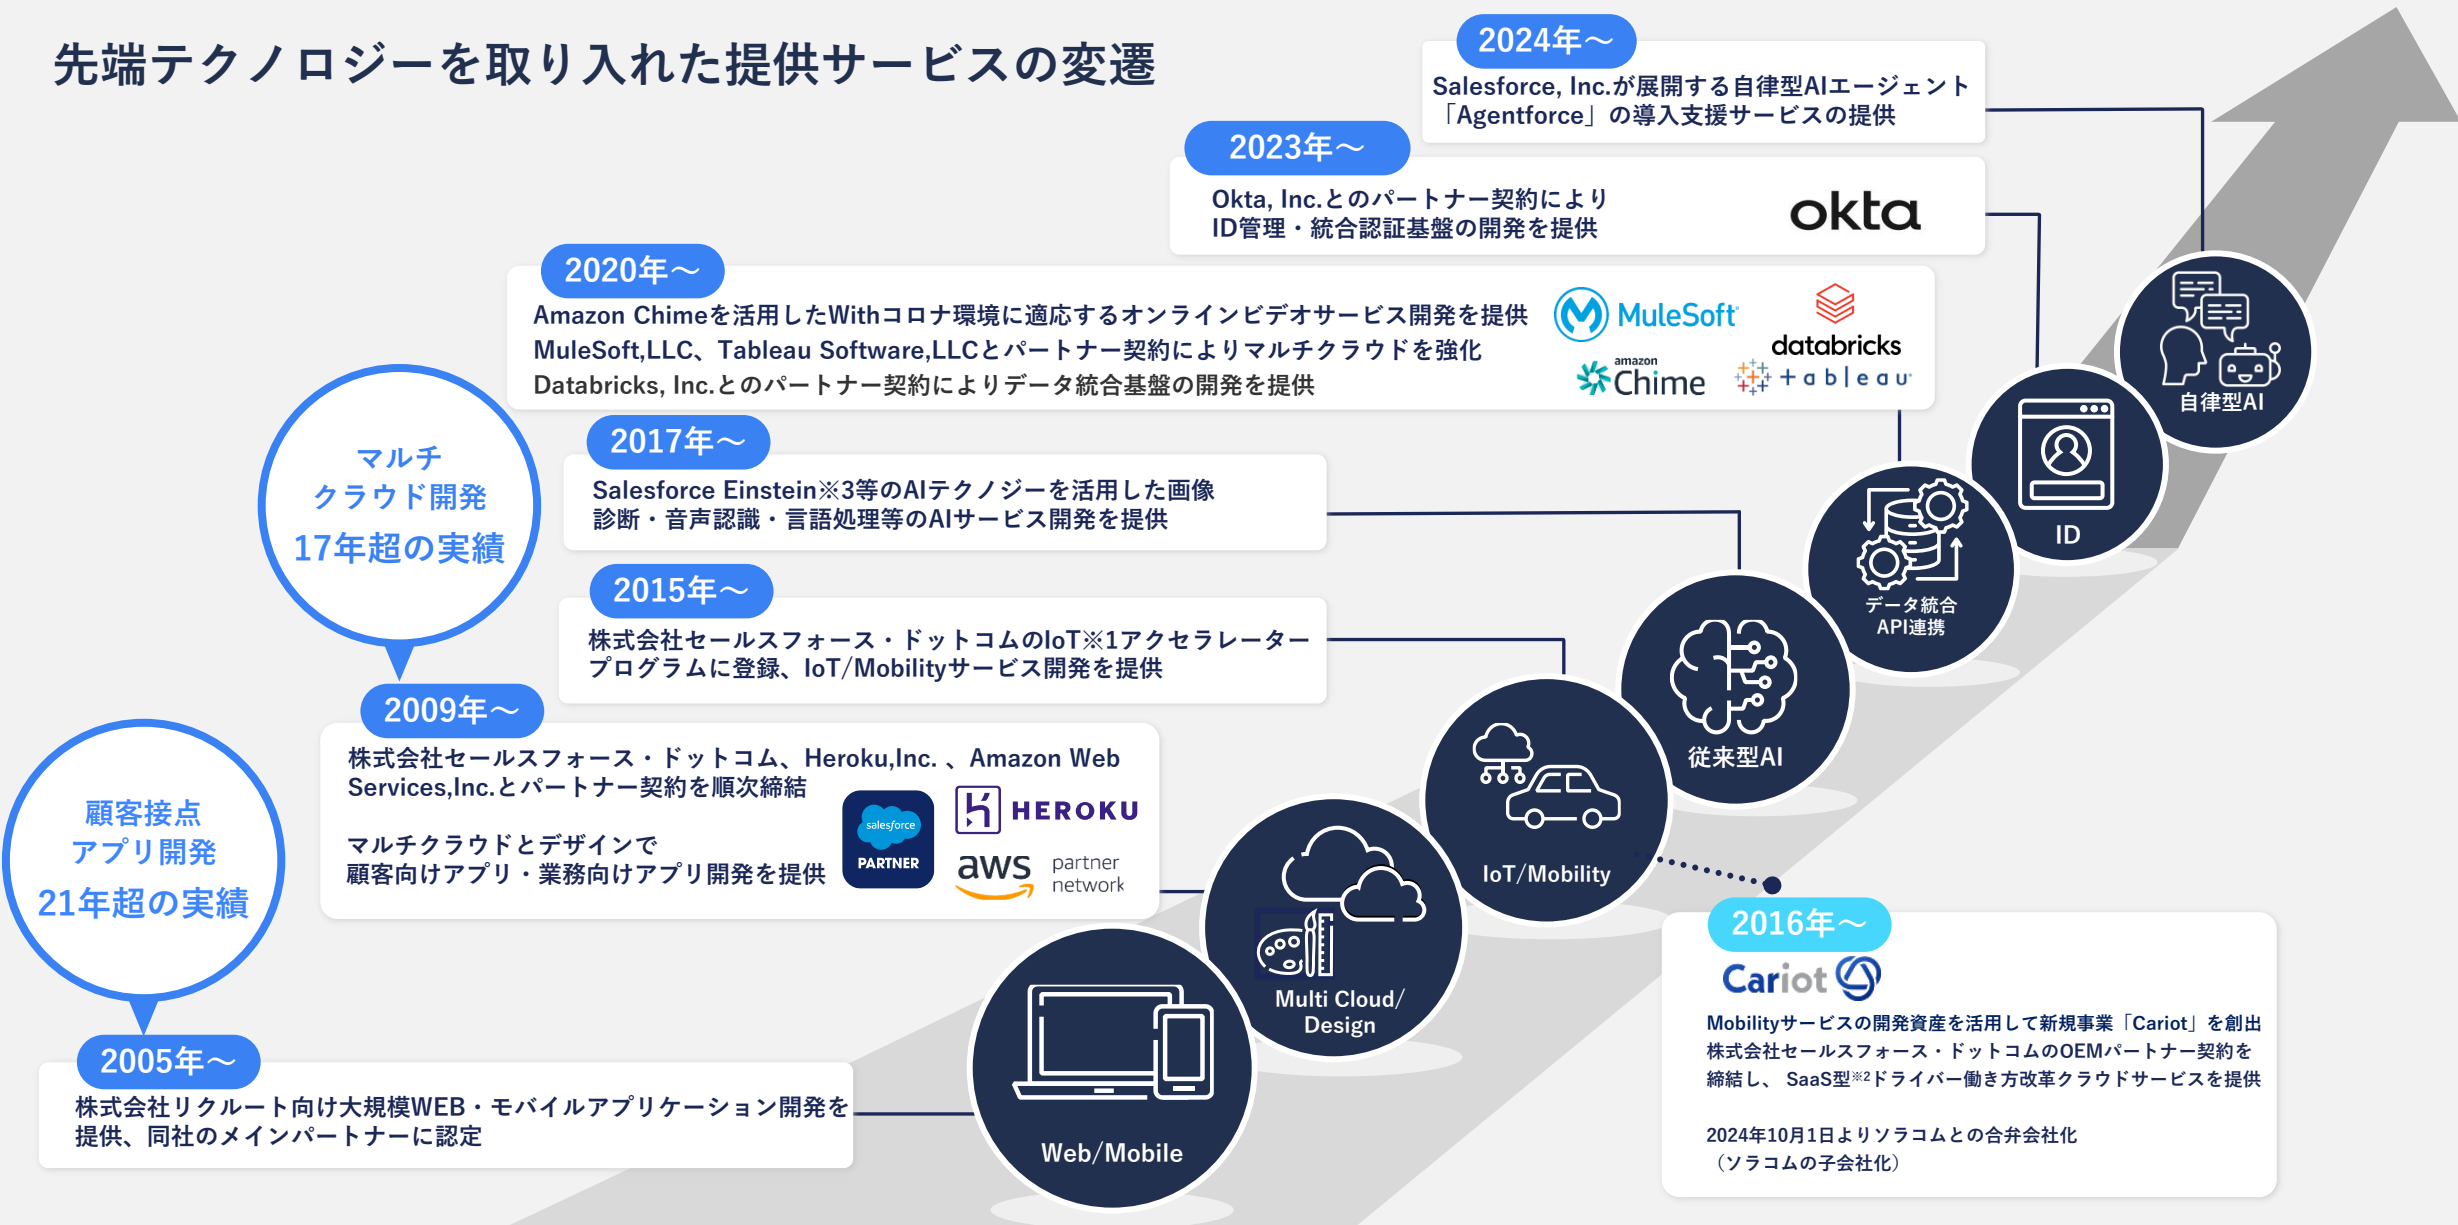 先端テクノロジーを取り入れた提供サービスの変遷
2024年～
Salesforce, Inc.が展開する自律型AIエージェント
「Agentforce」の導入支援サービスの提供
2023年～
Okta, Inc.とのパートナー契約により
ID管理・統合認証基盤の開発を提供
okta
2020年～
Amazon Chimeを活用したWithコロナ環境に適応するオンラインビデオサービス開発を提供
MuleSoft,LLC、Tableau Software,LLCとパートナー契約によりマルチクラウドを強化
Databricks, Inc.とのパートナー契約によりデータ統合基盤の開発を提供
MuleSoft
databricks
amazon
Chime
tableau
2017年～
Salesforce Einstein※3等のAIテクノジーを活用した画像
診断・音声認識・言語処理等のAIサービス開発を提供
2015年～
株式会社セールスフォース・ドットコムのIoT※1アクセラレーター
プログラムに登録、IoT/Mobilityサービス開発を提供
マルチ
クラウド開発
17年超の実績
2009年～
株式会社セールスフォース・ドットコム、Heroku,Inc. 、Amazon Web
Services,Inc.とパートナー契約を順次締結
マルチクラウドとデザインで
顧客向けアプリ・業務向けアプリ開発を提供
salesforce
PARTNER
HEROKU
aws
partner
network
顧客接点
アプリ開発
21年超の実績
2005年～
株式会社リクルート向け大規模WEB・モバイルアプリケーション開発を
提供、同社のメインパートナーに認定
Web/Mobile
Multi Cloud/
Design
IoT/Mobility
従来型AI
データ統合
API連携
ID
自律型AI
2016年～
Cariot
Mobilityサービスの開発資産を活用して新規事業「Cariot」を創出
株式会社セールスフォース・ドットコムのOEMパートナー契約を
締結し、 SaaS型※2ドライバー働き方改革クラウドサービスを提供
2024年10月1日よりソラコムとの合弁会社化
（ソラコムの子会社化）